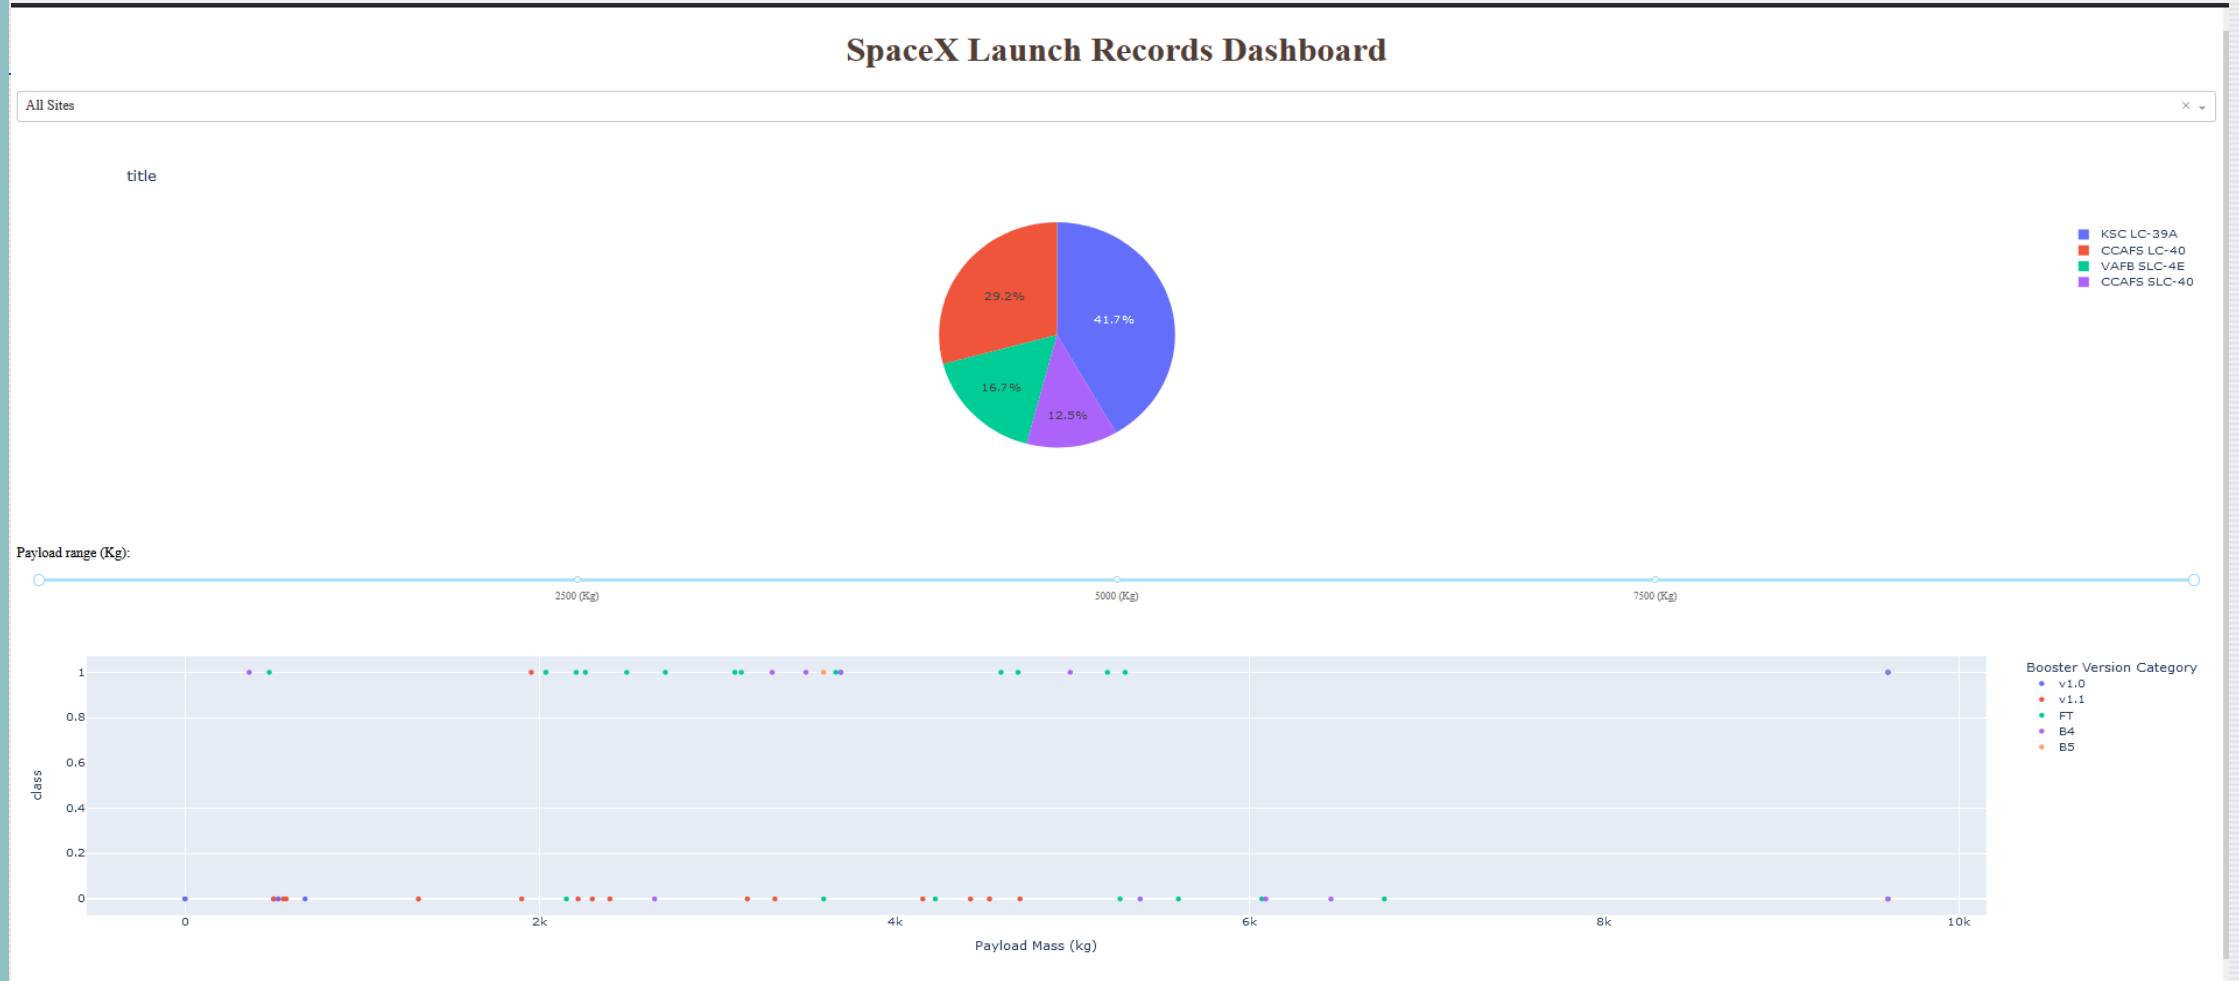 SpaceX Launch Records Dashboard
All Sites
×
title
KSC LC-39A
CCAFS LC-40
VAFB SLC-4E
CCAFS SLC-40
29.2%
41.7%
16.7%
12.5%
Payload range (Kg):
2500 (Kg) 5000 (Kg) 7500 (Kg)
Booster Version Category
v1.0
v1.1
FT
B4
B5
1
0.8
0.6
0.4
0.2
0
class
0 2k 4k 6k 8k 10k
Payload Mass (kg)